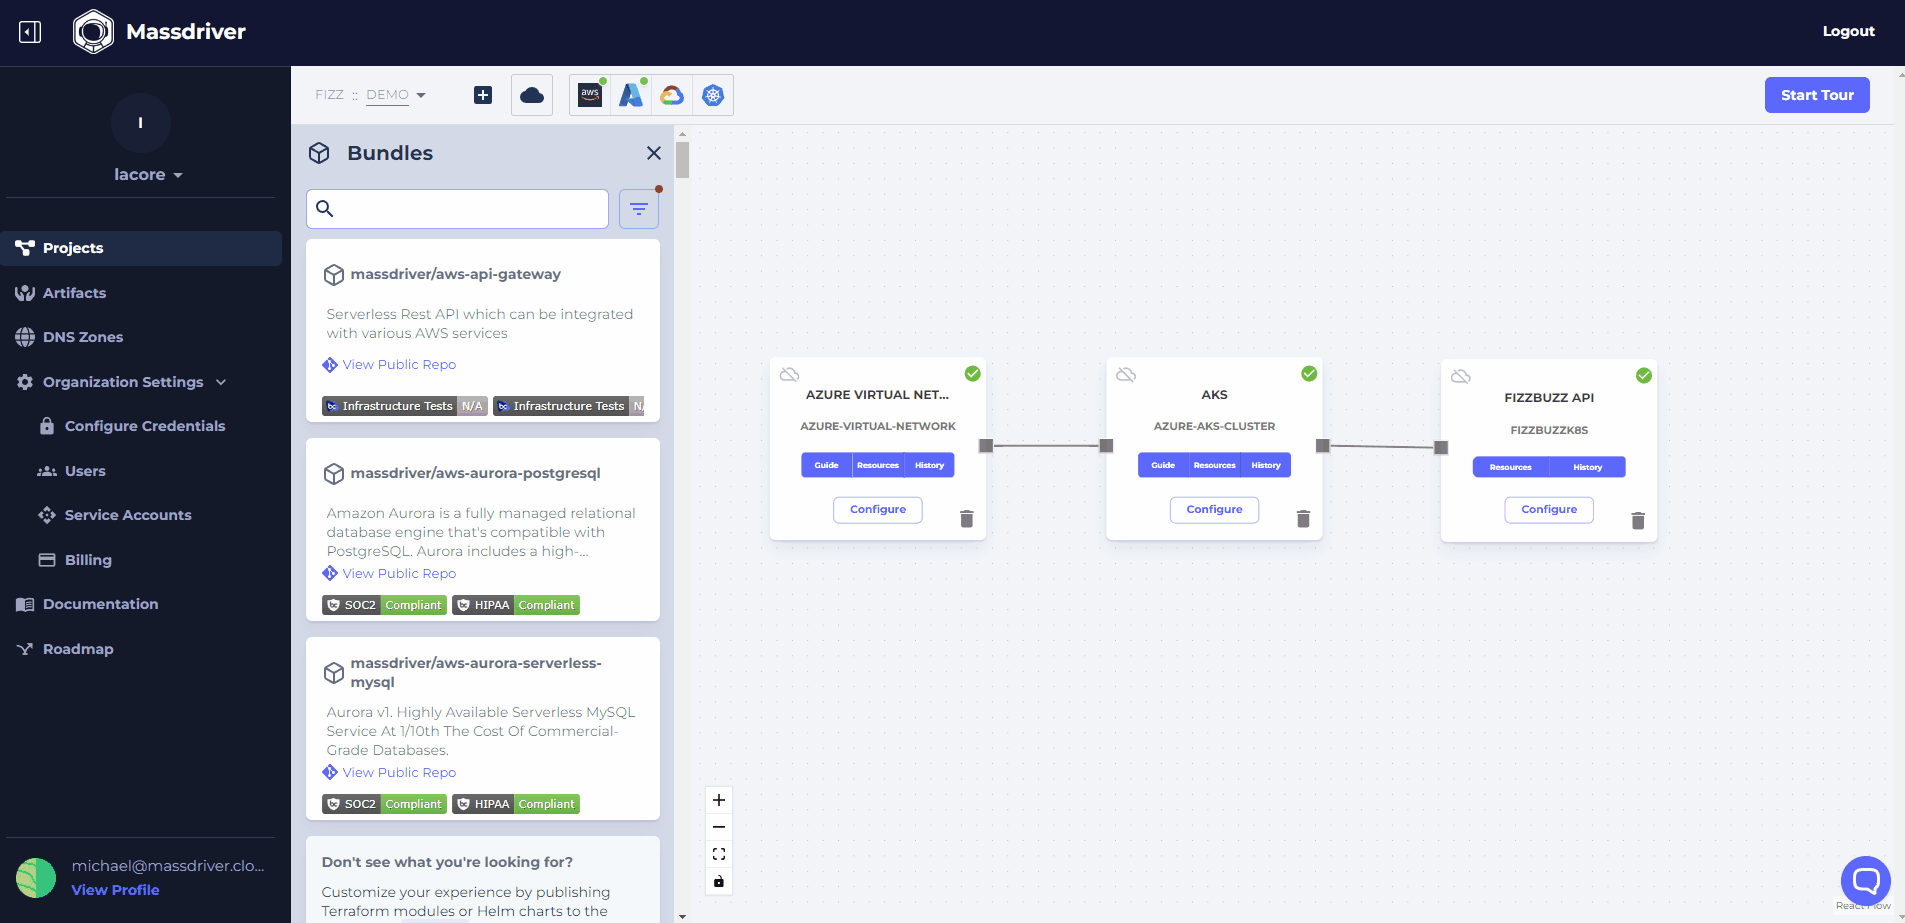 Massdriver
Logout
I
lacore
Projects
Artifacts
DNS Zones
Organization Settings
Configure Credentials
Users
Service Accounts
Billing
Documentation
Roadmap
michael@massdriver.clo...
View Profile
FIZZ :: DEMO
aws
Start Tour
Bundles
massdriver/aws-api-gateway
Serverless Rest API which can be integrated
with various AWS services
View Public Repo
bc Infrastructure Tests N/A bc Infrastructure Tests N/
massdriver/aws-aurora-postgresql
Amazon Aurora is a fully managed relational
database engine that's compatible with
PostgreSQL. Aurora includes a high-...
View Public Repo
bc SOC2 Compliant bc HIPAA Compliant
massdriver/aws-aurora-serverless-
mysql
Aurora v1. Highly Available Serverless MySQL
Service At 1/10th The Cost Of Commercial-
Grade Databases.
View Public Repo
bc SOC2 Compliant bc HIPAA Compliant
Don't see what you're looking for?
Customize your experience by publishing
Terraform modules or Helm charts to the
AZURE VIRTUAL NET...
AZURE-VIRTUAL-NETWORK
Guide Resources History
Configure
AKS
AZURE-AKS-CLUSTER
Guide Resources History
Configure
FIZZBUZZ API
FIZZBUZZK8S
Resources History
Configure
React Flow